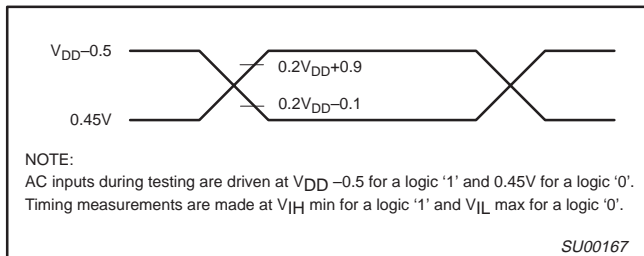 VDD–0.5
0.2VDD+0.9
0.2VDD–0.1
0.45V
NOTE:
AC inputs during testing are driven at VDD –0.5 for a logic ‘1’ and 0.45V for a logic ‘0’.
Timing measurements are made at VIH min for a logic ‘1’ and VIL max for a logic ‘0’.
SU00167